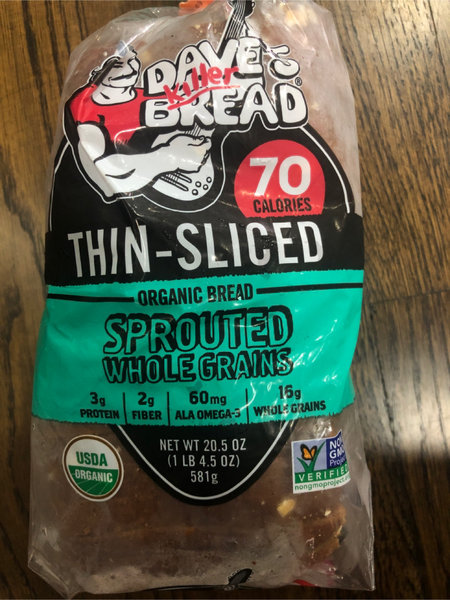 DAVE'S
Killer
BREAD®
70
CALORIES
THIN-SLICED
ORGANIC BREAD
SPROUTED
WHOLE GRAINS
3g PROTEIN
2g FIBER
60mg ALA OMEGA-3
16g WHOLE GRAINS
NET WT 20.5 OZ
(1 LB 4.5 OZ)
581g
USDA
ORGANIC
NON
GMO
Project
VERIFIED
nongmoproject.